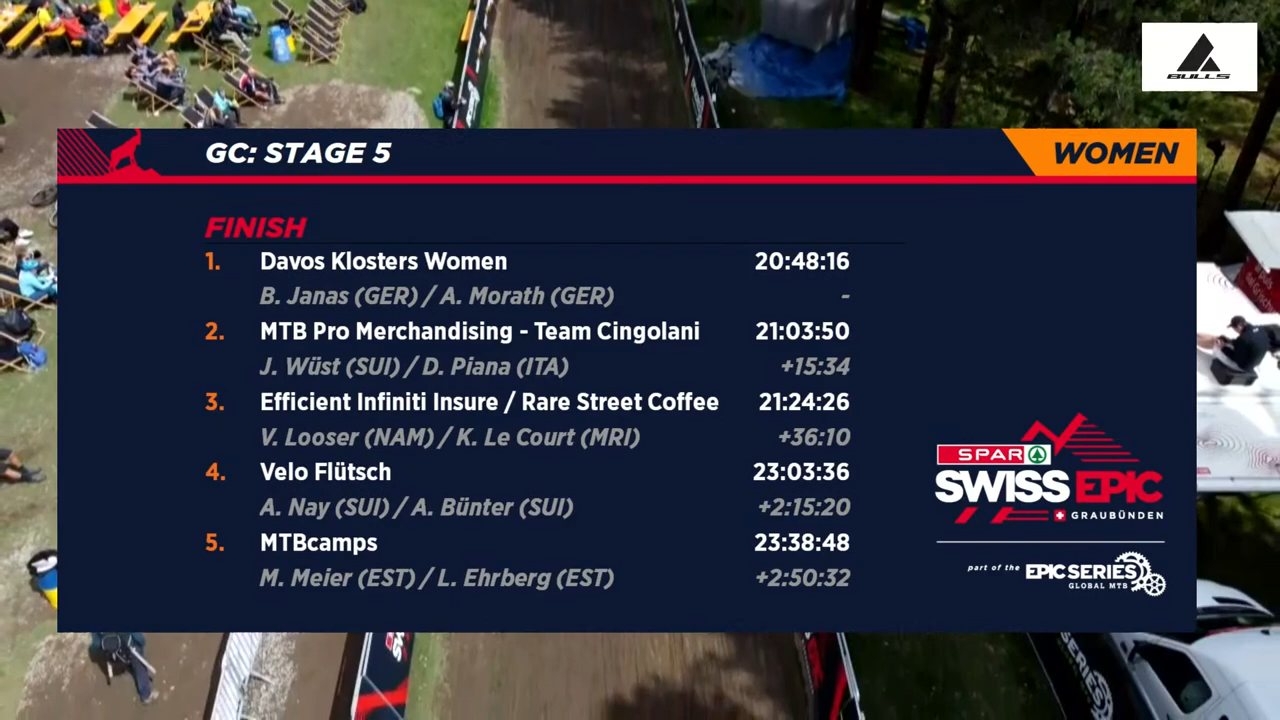 BULLS
GC: STAGE 5
WOMEN
FINISH
1. Davos Klosters Women 20:48:16
B. Janas (GER) / A. Morath (GER) -
2. MTB Pro Merchandising - Team Cingolani 21:03:50
J. Wüst (SUI) / D. Piana (ITA) +15:34
3. Efficient Infiniti Insure / Rare Street Coffee 21:24:26
V. Looser (NAM) / K. Le Court (MRI) +36:10
4. Velo Flütsch 23:03:36
A. Nay (SUI) / A. Bünter (SUI) +2:15:20
5. MTBcamps 23:38:48
M. Meier (EST) / L. Ehrberg (EST) +2:50:32
SPAR
SWISS EPIC
GRAUBÜNDEN
part of the EPIC SERIES
GLOBAL MTB